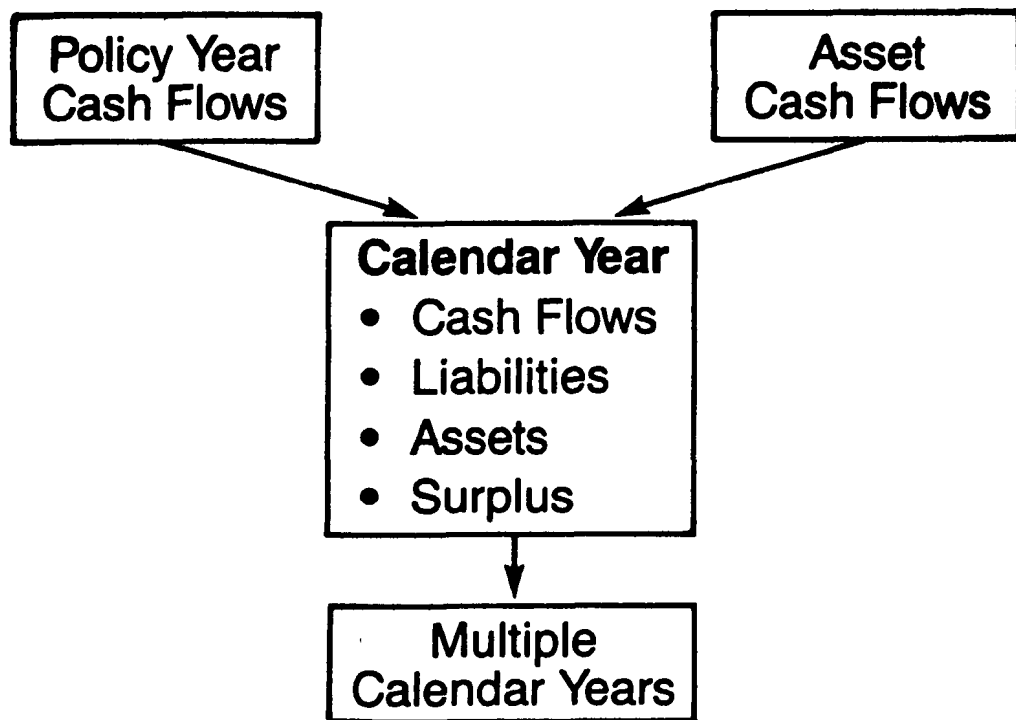 Policy Year
Cash Flows
Asset
Cash Flows
Calendar Year
• Cash Flows
• Liabilities
• Assets
• Surplus
Multiple
Calendar Years